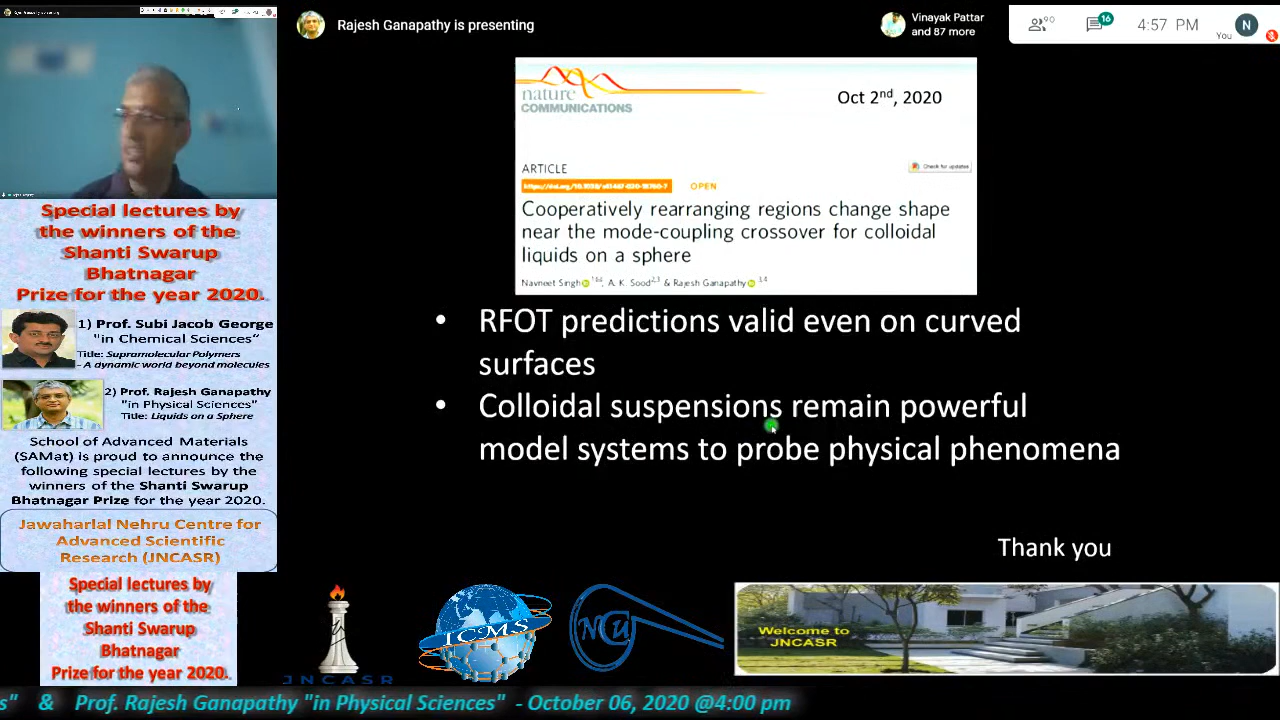 Rajesh Ganapathy is presenting
Vinayak Pattar
and 87 more
90
16
4:57 PM
You
N
nature
COMMUNICATIONS
Oct 2nd, 2020
ARTICLE
Check for updates
OPEN
Cooperatively rearranging regions change shape
near the mode-coupling crossover for colloidal
liquids on a sphere
Navneet Singh, A. K. Sood & Rajesh Ganapathy
• RFOT predictions valid even on curved
surfaces
• Colloidal suspensions remain powerful
model systems to probe physical phenomena
Thank you
Special lectures by
the winners of the
Shanti Swarup
Bhatnagar
Prize for the year 2020.
1) Prof. Subi Jacob George
"in Chemical Sciences"
Title: Supramolecular Polymers
- A dynamic world beyond molecules
2) Prof. Rajesh Ganapathy
"in Physical Sciences"
Title: Liquids on a Sphere
School of Advanced Materials
(SAMat) is proud to announce the
following special lectures by the
winners of the Shanti Swarup
Bhatnagar Prize for the year 2020.
Jawaharlal Nehru Centre for
Advanced Scientific
Research (JNCASR)
Special lectures by
the winners of the
Shanti Swarup
Bhatnagar
Prize for the year 2020.
JNCASR
ICMS
NCU
Welcome to
JNCASR
s" & Prof. Rajesh Ganapathy "in Physical Sciences" - October 06, 2020 @4:00 pm